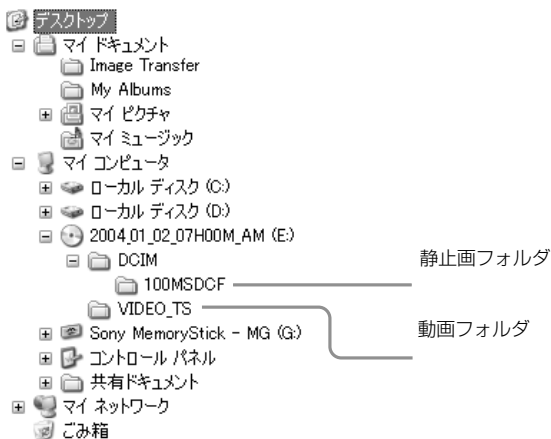 デスクトップ
マイ ドキュメント
Image Transfer
My Albums
マイ ピクチャ
マイ ミュージック
マイ コンピュータ
ローカル ディスク (C:)
ローカル ディスク (D:)
2004_01_02_07H00M_AM (E:)
DCIM
静止画フォルダ
100MSDCF
VIDEO_TS
動画フォルダ
Sony MemoryStick - MG (G:)
コントロール パネル
共有ドキュメント
マイ ネットワーク
ごみ箱